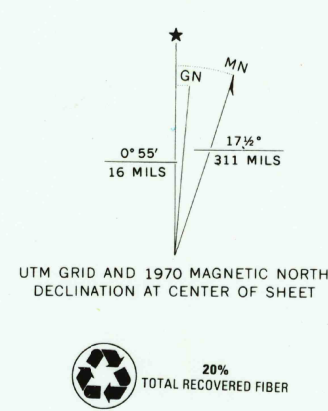 ★
MN
GN
0° 55′
16 MILS
17½°
311 MILS
UTM GRID AND 1970 MAGNETIC NORTH
DECLINATION AT CENTER OF SHEET
20%
TOTAL RECOVERED FIBER